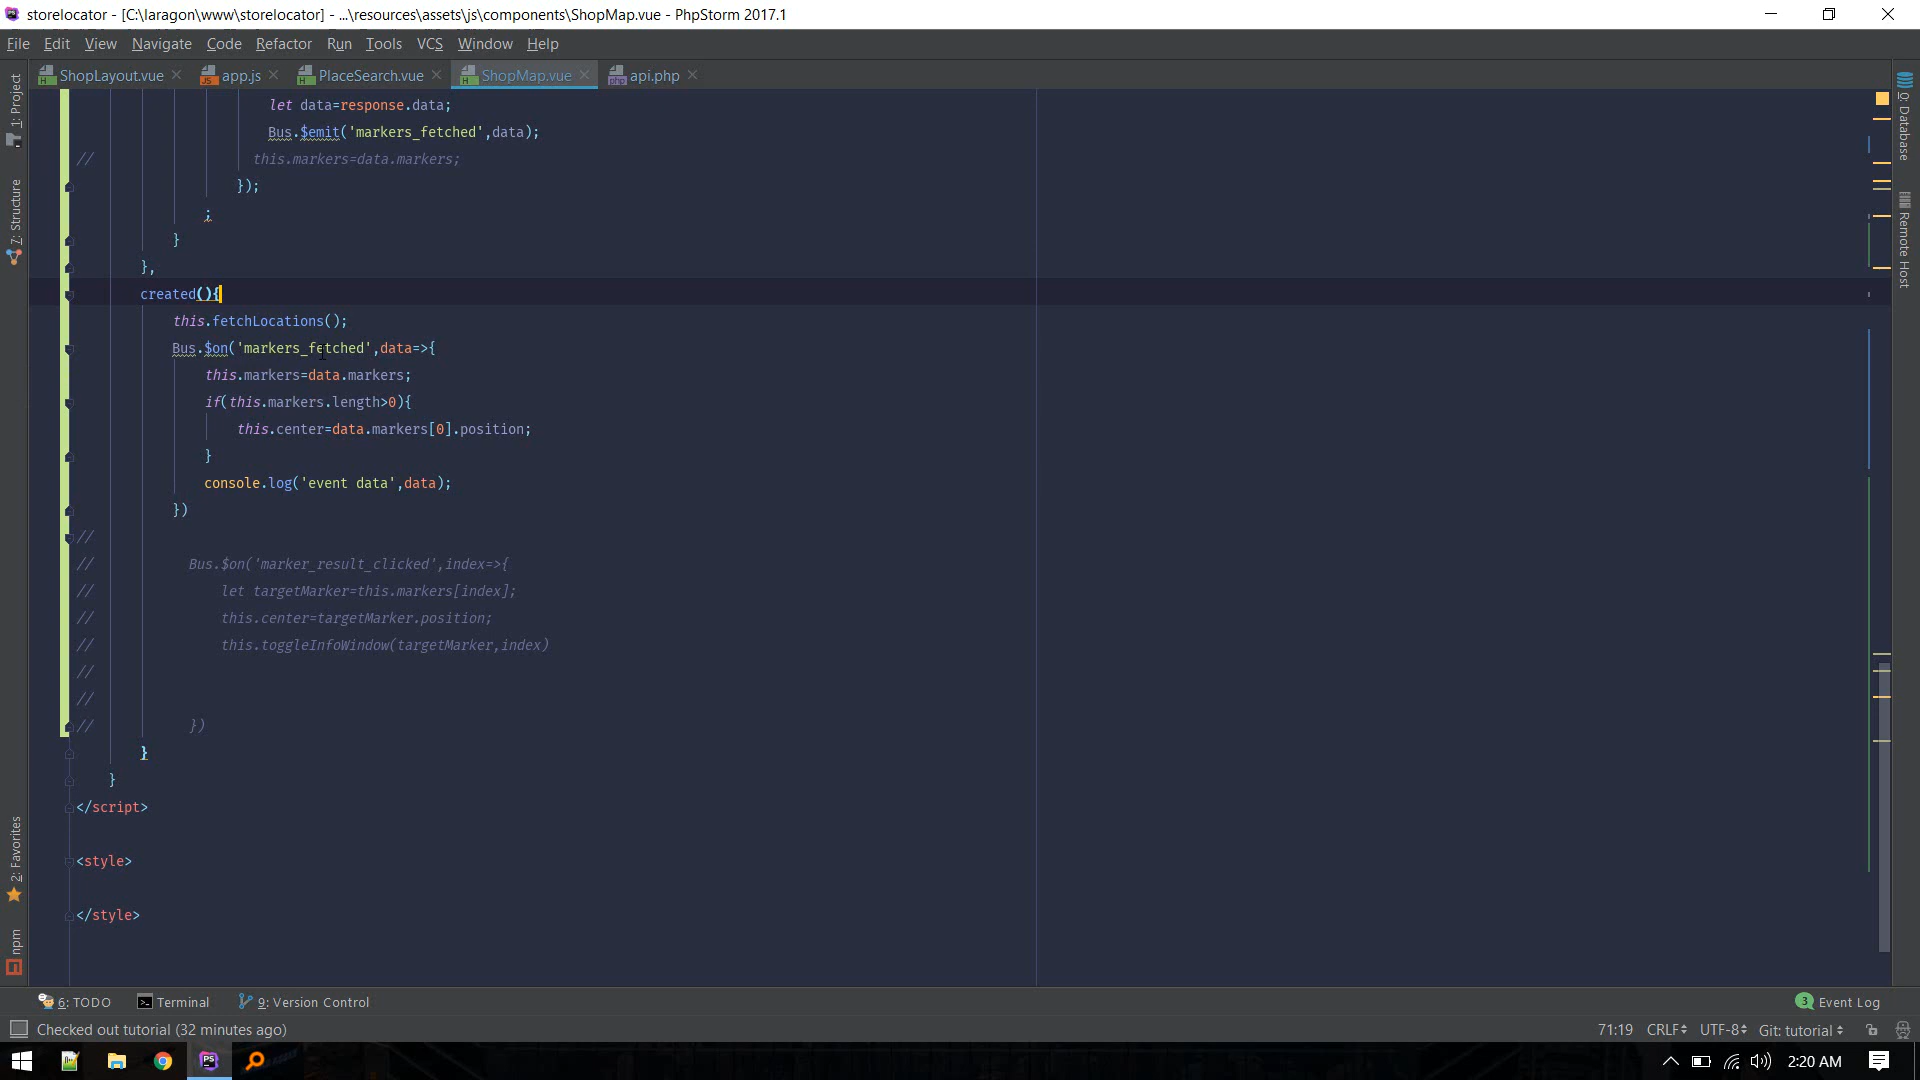 storelocator - [C:\laragon\www\storelocator] - ...\resources\assets\js\components\ShopMap.vue - PhpStorm 2017.1
File Edit View Navigate Code Refactor Run Tools VCS Window Help
ShopLayout.vue app.js PlaceSearch.vue ShopMap.vue api.php
1: Project
7: Structure
2: Favorites
npm
Database
Remote Host
let data=response.data;
Bus.$emit('markers_fetched',data);
// this.markers=data.markers;
});
;
}
},
created(){
this.fetchLocations();
Bus.$on('markers_fetched',data=>{
this.markers=data.markers;
if(this.markers.length>0){
this.center=data.markers[0].position;
}
console.log('event data',data);
})
//
// Bus.$on('marker_result_clicked',index=>{
// let targetMarker=this.markers[index];
// this.center=targetMarker.position;
// this.toggleInfoWindow(targetMarker,index)
//
//
// })
}
}
</script>
<style>
</style>
6: TODO Terminal 9: Version Control 3 Event Log
Checked out tutorial (32 minutes ago) 71:19 CRLF UTF-8 Git: tutorial
PS 2:20 AM